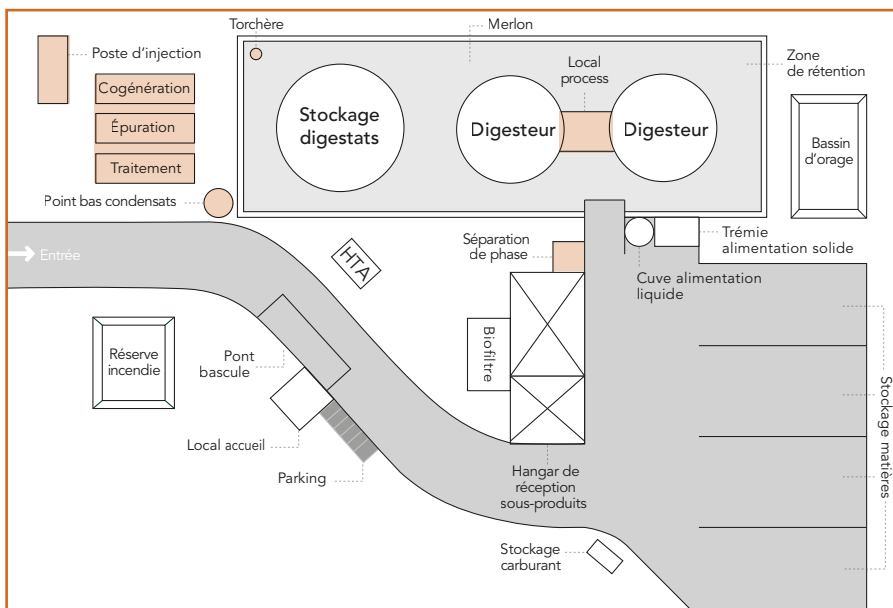 Torchère
Merlon
Poste d'injection
Local
process
Zone
de rétention
Cogénération
Stockage
digestats
Épuration
Digesteur
Digesteur
Bassin
d'orage
Traitement
Point bas condensats
Entrée
HTA
Séparation
de phase
Trémie
alimentation solide
Cuve alimentation
liquide
Réserve
incendie
Pont
bascule
Biofiltre
Stockage matières
Local accueil
Parking
Hangar de
réception
sous-produits
Stockage
carburant